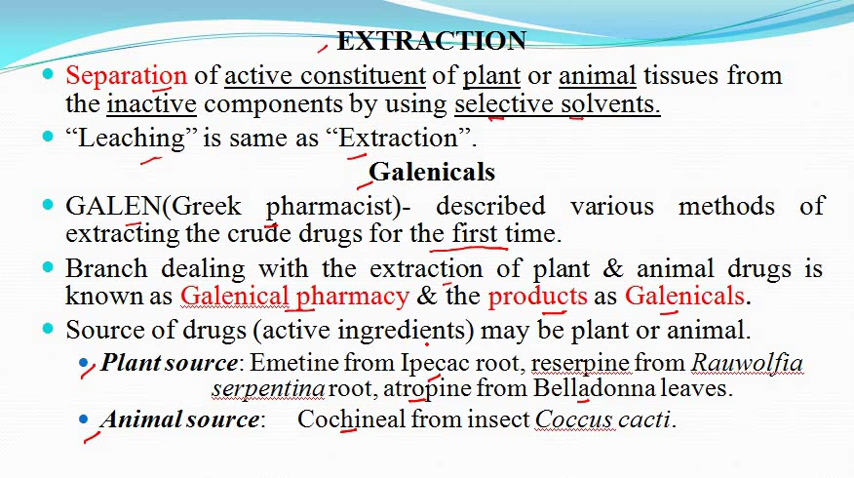 EXTRACTION
Separation of active constituent of plant or animal tissues from
the inactive components by using selective solvents.
“Leaching” is same as “Extraction”.
Galenicals
GALEN(Greek pharmacist)- described various methods of
extracting the crude drugs for the first time.
Branch dealing with the extraction of plant & animal drugs is
known as Galenical pharmacy & the products as Galenicals.
Source of drugs (active ingredients) may be plant or animal.
Plant source: Emetine from Ipecac root, reserpine from Rauwolfia
serpentina root, atropine from Belladonna leaves.
Animal source: Cochineal from insect Coccus cacti.